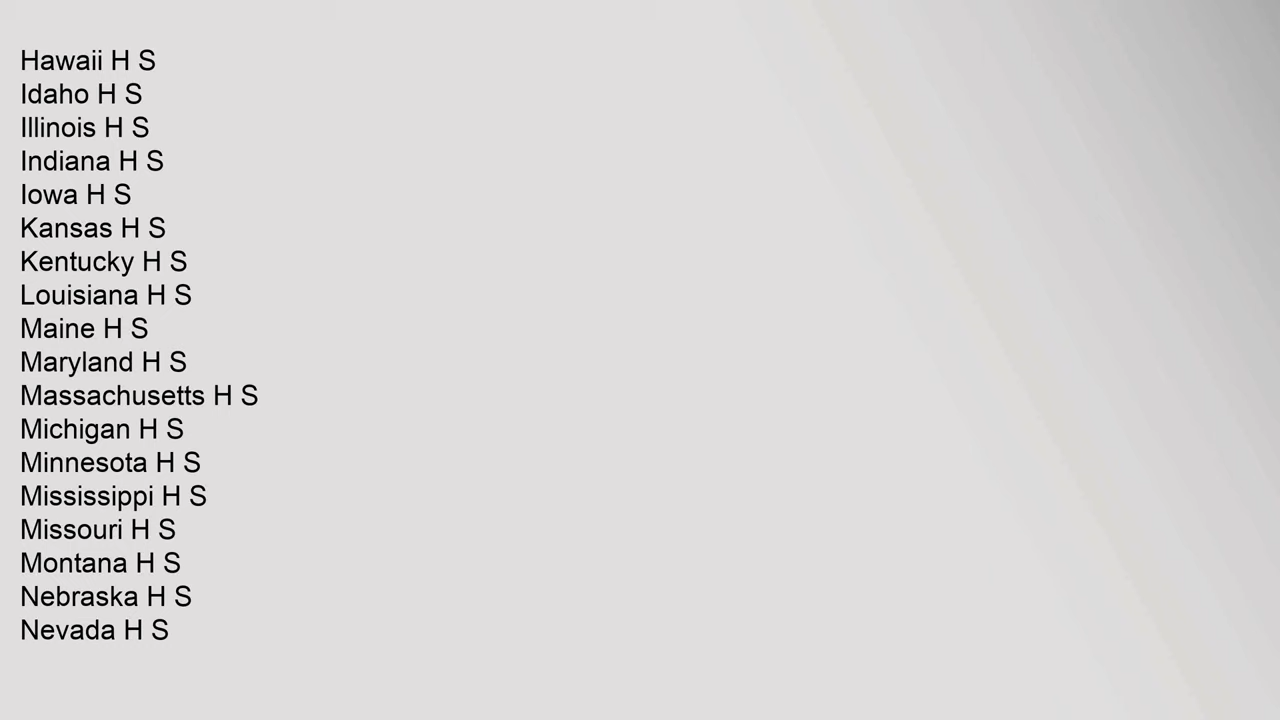 Hawaii H S
Idaho H S
Illinois H S
Indiana H S
Iowa H S
Kansas H S
Kentucky H S
Louisiana H S
Maine H S
Maryland H S
Massachusetts H S
Michigan H S
Minnesota H S
Mississippi H S
Missouri H S
Montana H S
Nebraska H S
Nevada H S